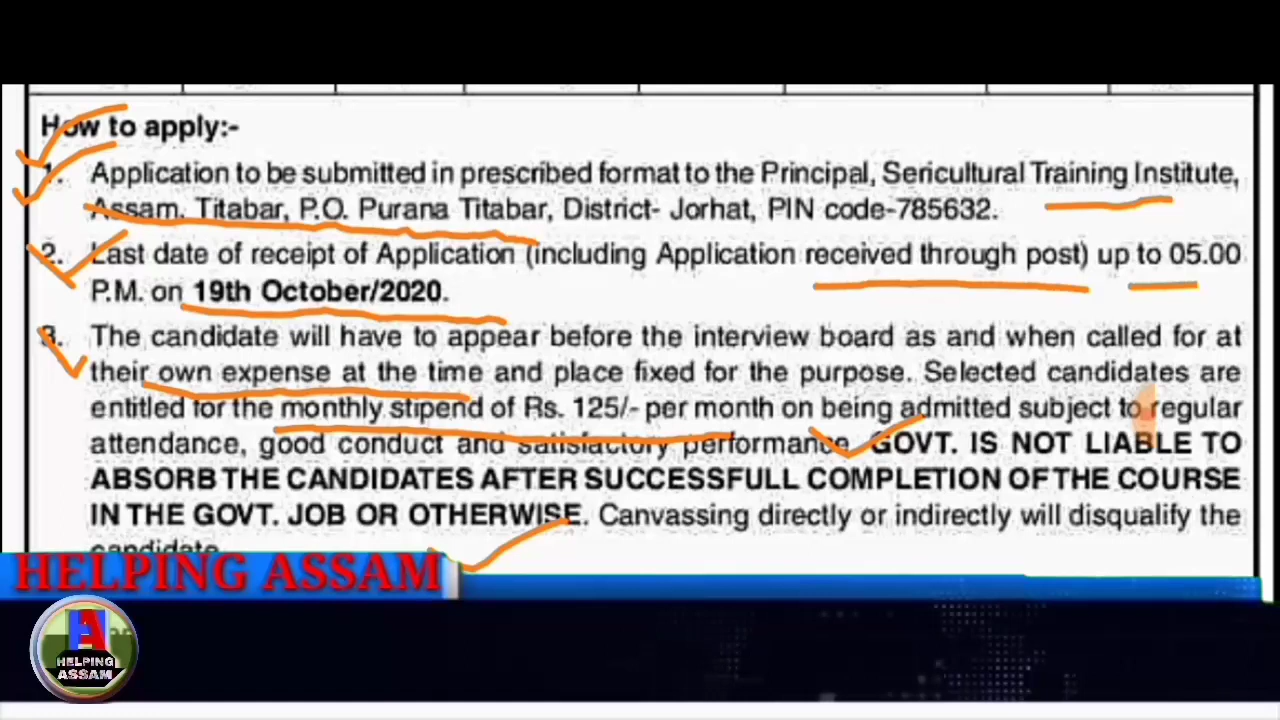 How to apply:-
1. Application to be submitted in prescribed format to the Principal, Sericultural Training Institute,
Assam, Titabar, P.O. Purana Titabar, District- Jorhat, PIN code-785632.
2. Last date of receipt of Application (including Application received through post) up to 05.00
P.M. on 19th October/2020.
3. The candidate will have to appear before the interview board as and when called for at
their own expense at the time and place fixed for the purpose. Selected candidates are
entitled for the monthly stipend of Rs. 125/- per month on being admitted subject to regular
attendance, good conduct and satisfactory performance. GOVT. IS NOT LIABLE TO
ABSORB THE CANDIDATES AFTER SUCCESSFULL COMPLETION OF THE COURSE
IN THE GOVT. JOB OR OTHERWISE. Canvassing directly or indirectly will disqualify the
candidate
HELPING ASSAM
HA
HELPING
ASSAM